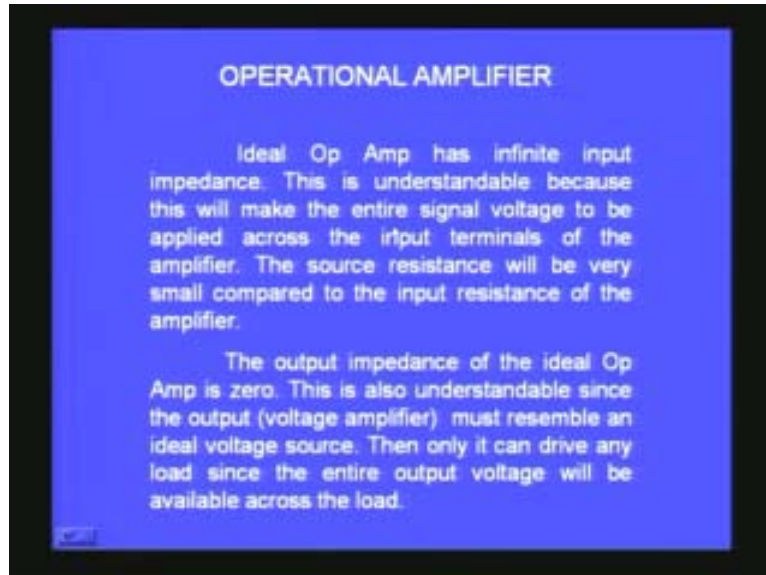 OPERATIONAL AMPLIFIER
Ideal Op Amp has infinite input
impedance. This is understandable because
this will make the entire signal voltage to be
applied across the input terminals of the
amplifier. The source resistance will be very
small compared to the input resistance of the
amplifier.
The output impedance of the ideal Op
Amp is zero. This is also understandable since
the output (voltage amplifier) must resemble an
ideal voltage source. Then only it can drive any
load since the entire output voltage will be
available across the load.